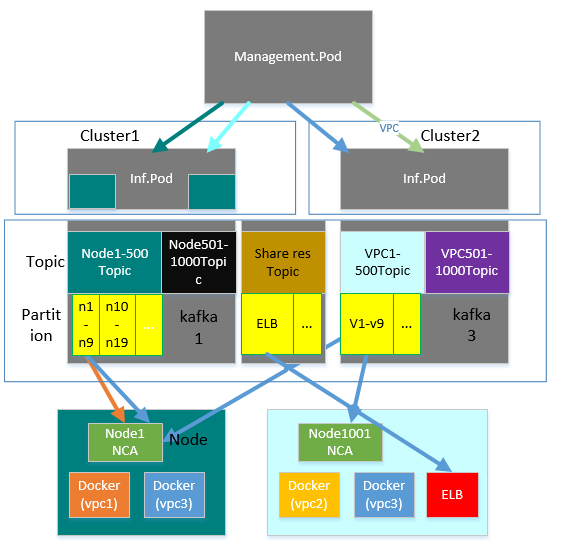 Management.Pod
VPC
Cluster1
Cluster2
Inf.Pod
Inf.Pod
Topic
Node1-500
Topic
Node501-
1000Topi
c
Share res
Topic
VPC1-
500Topic
VPC501-
1000Topic
Partit
ion
n1
-
n9
n10
-
n19
...
kafka
1
ELB
...
V1-v9
...
kafka
3
Node1
NCA
Node
Node1001
NCA
Docker
(vpc1)
Docker
(vpc3)
Docker
(vpc2)
Docker
(vpc3)
ELB